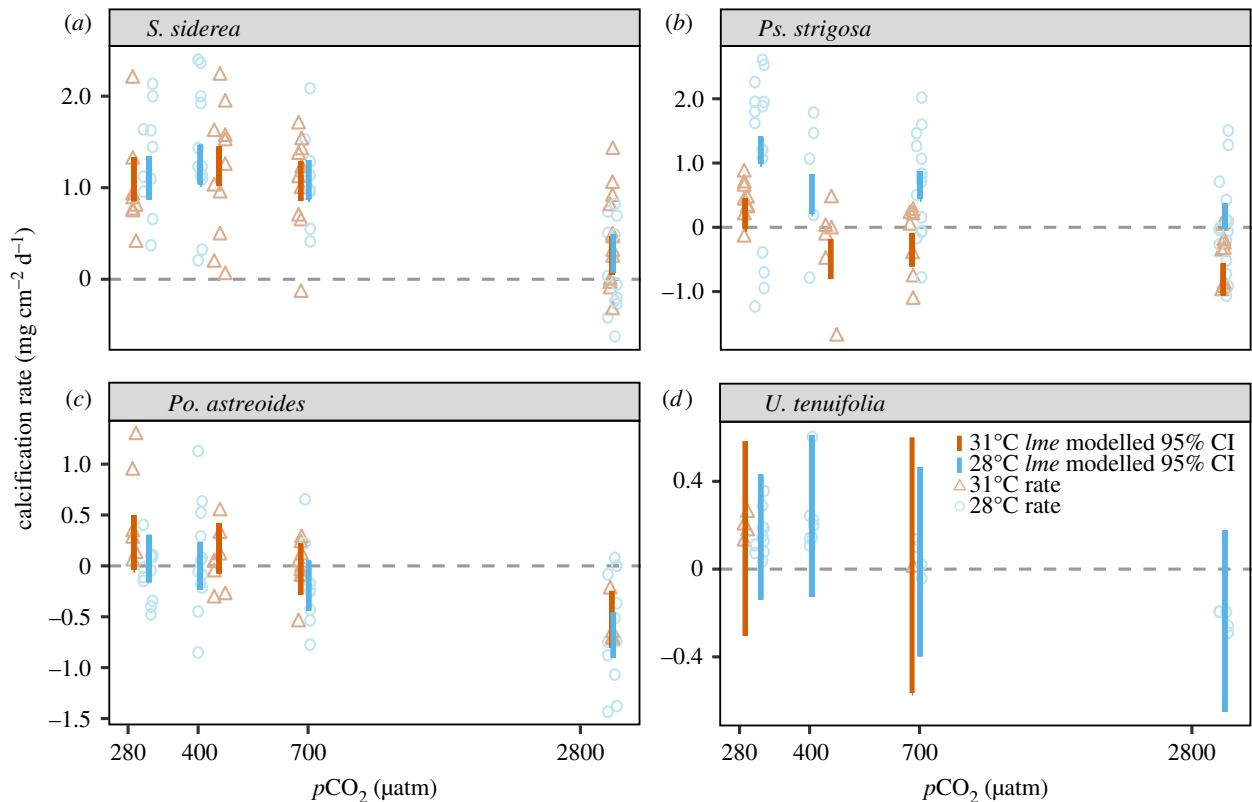 (a) S. siderea
(b) Ps. strigosa
2.0
1.0
0
2.0
1.0
0
–1.0
calcification rate (mg cm−2 d−1)
(c) Po. astreoides
(d) U. tenuifolia
1.0
0.5
0
–0.5
–1.0
–1.5
0.4
0
–0.4
31°C lme modelled 95% CI
28°C lme modelled 95% CI
31°C rate
28°C rate
280 400 700 2800
280 400 700 2800
pCO2 (µatm)
pCO2 (µatm)